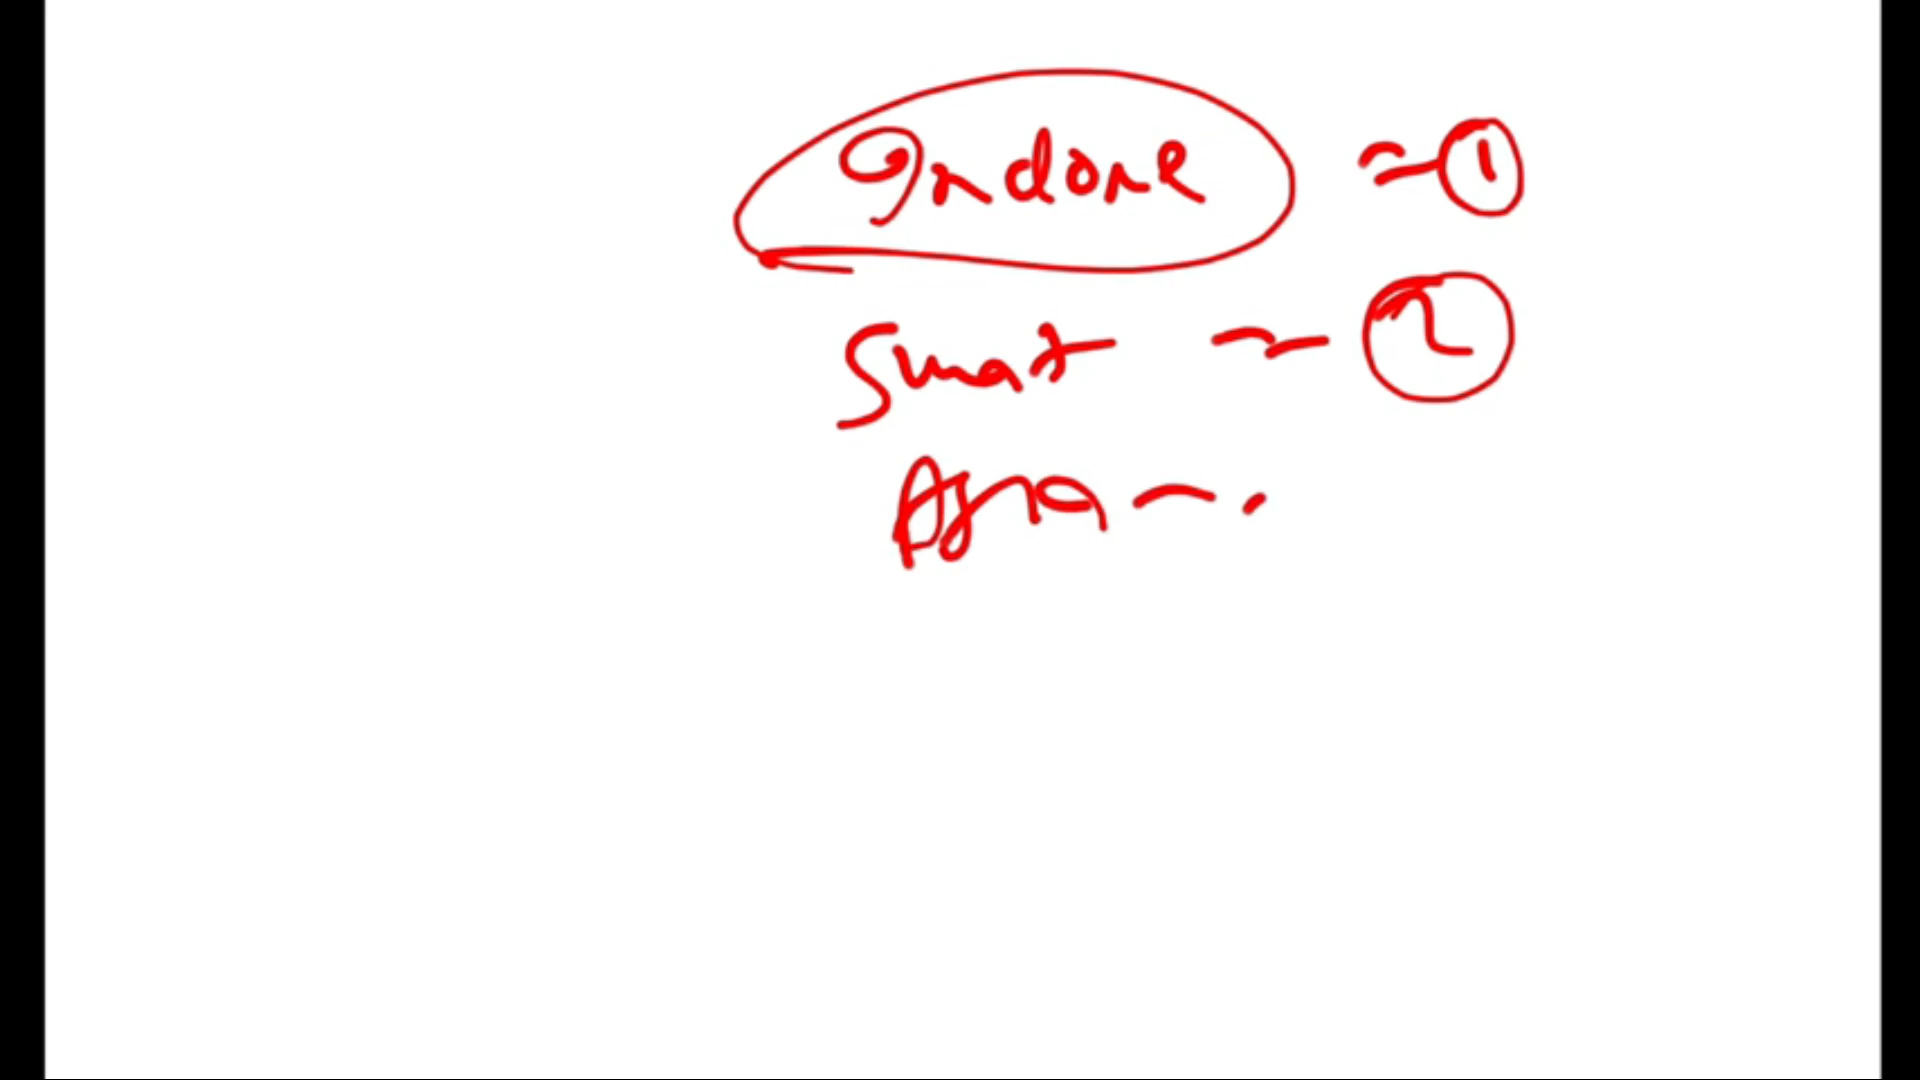 Indore = 1
Surat = 2
Agra -